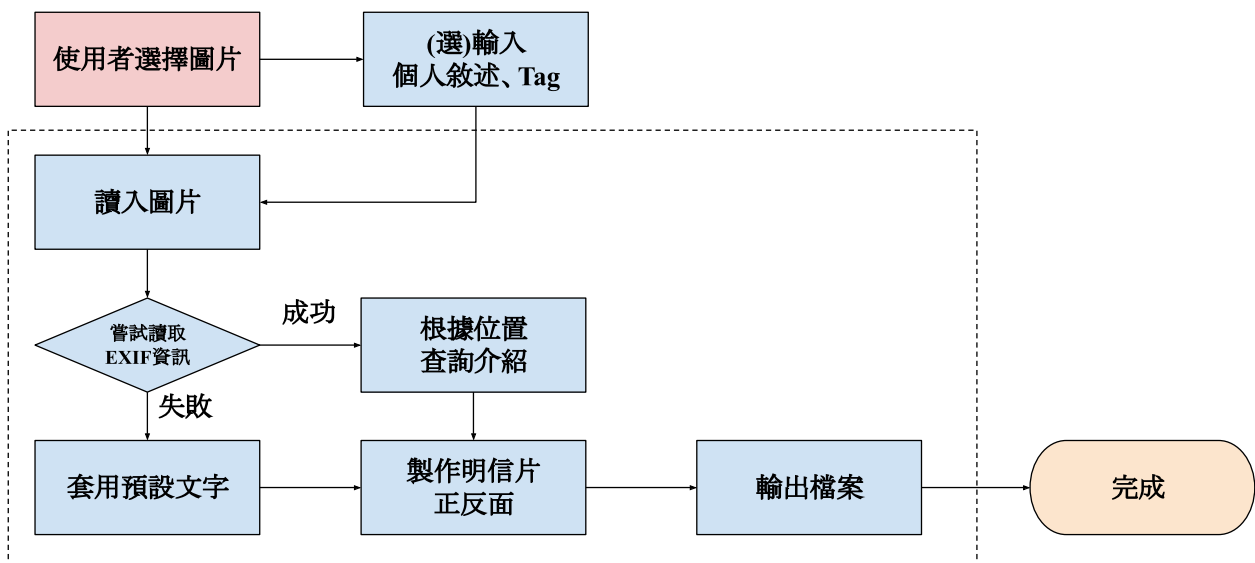 使用者選擇圖片
(選)輸入
個人敘述、Tag
讀入圖片
嘗試讀取
EXIF資訊
成功
根據位置
查詢介紹
失敗
套用預設文字
製作明信片
正反面
輸出檔案
完成